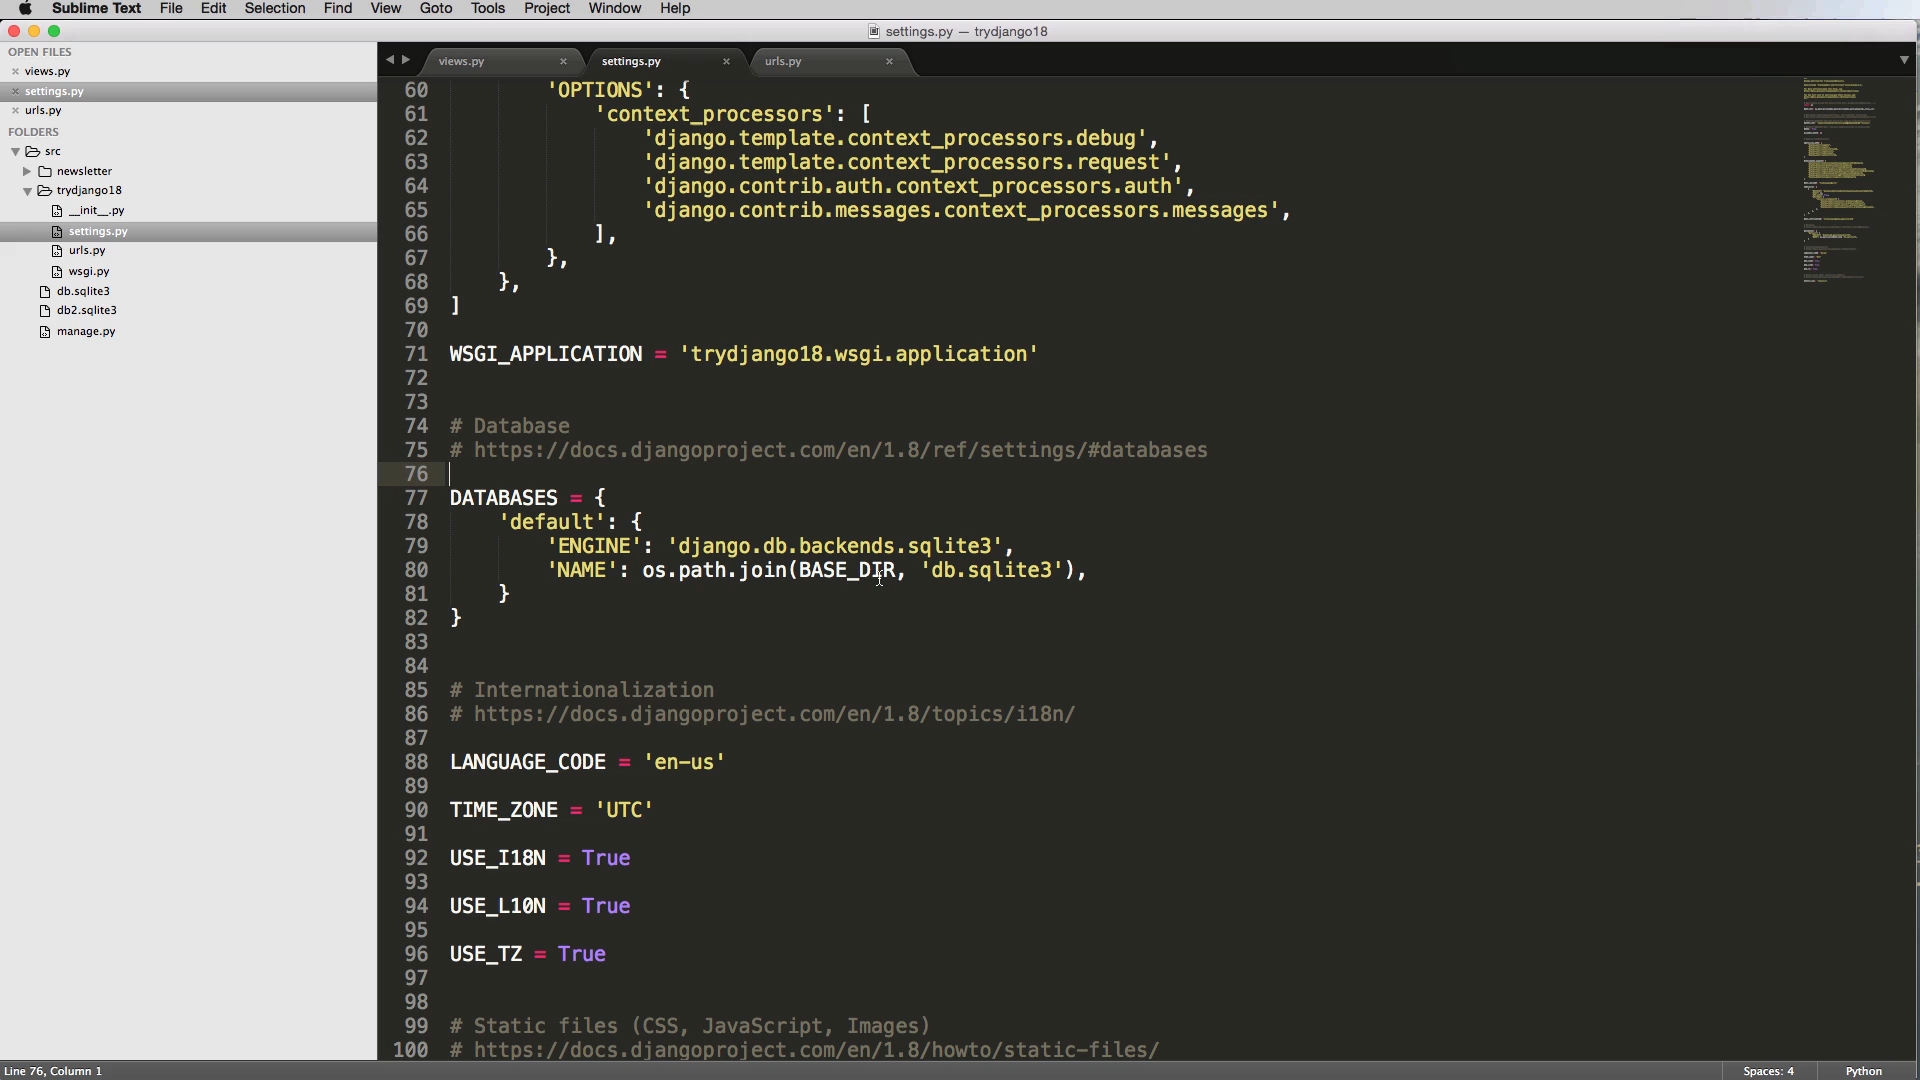 Sublime Text File Edit Selection Find View Goto Tools Project Window Help
settings.py — trydjango18
OPEN FILES
views.py
settings.py
urls.py
FOLDERS
src
newsletter
trydjango18
__init__.py
settings.py
urls.py
wsgi.py
db.sqlite3
db2.sqlite3
manage.py
views.py settings.py urls.py
60 'OPTIONS': {
61 'context_processors': [
62 'django.template.context_processors.debug',
63 'django.template.context_processors.request',
64 'django.contrib.auth.context_processors.auth',
65 'django.contrib.messages.context_processors.messages',
66 ],
67 },
68 },
69 ]
70
71 WSGI_APPLICATION = 'trydjango18.wsgi.application'
72
73
74 # Database
75 # https://docs.djangoproject.com/en/1.8/ref/settings/#databases
76
77 DATABASES = {
78 'default': {
79 'ENGINE': 'django.db.backends.sqlite3',
80 'NAME': os.path.join(BASE_DIR, 'db.sqlite3'),
81 }
82 }
83
84
85 # Internationalization
86 # https://docs.djangoproject.com/en/1.8/topics/i18n/
87
88 LANGUAGE_CODE = 'en-us'
89
90 TIME_ZONE = 'UTC'
91
92 USE_I18N = True
93
94 USE_L10N = True
95
96 USE_TZ = True
97
98
99 # Static files (CSS, JavaScript, Images)
100 # https://docs.djangoproject.com/en/1.8/howto/static-files/
Line 76, Column 1 Spaces: 4 Python